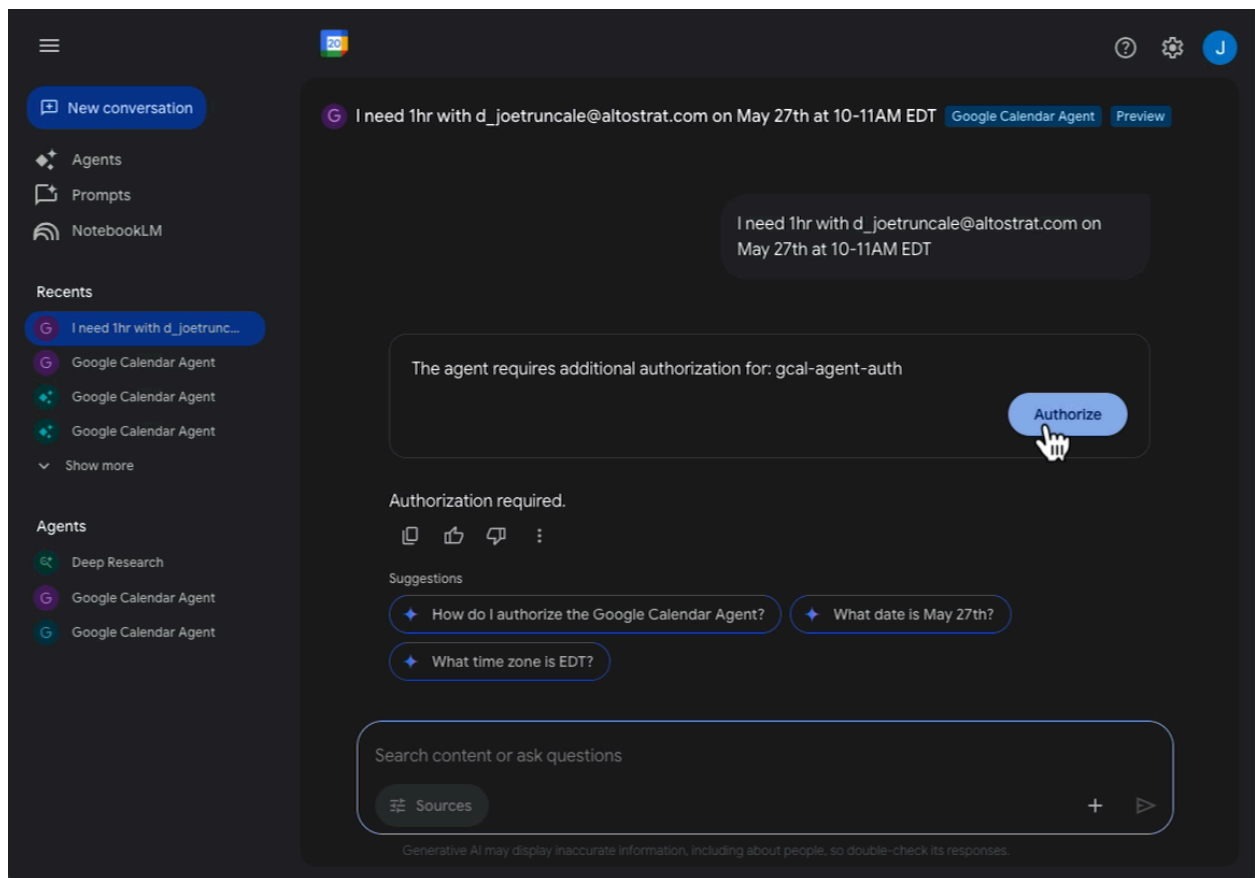 20
J
New conversation
G I need 1hr with d_joetruncale@altostrat.com on May 27th at 10-11AM EDT Google Calendar Agent Preview
Agents
Prompts
NotebookLM
I need 1hr with d_joetruncale@altostrat.com on
May 27th at 10-11AM EDT
Recents
G I need 1hr with d_joetrunc...
G Google Calendar Agent
Google Calendar Agent
Google Calendar Agent
Show more
The agent requires additional authorization for: gcal-agent-auth
Authorize
Authorization required.
Agents
Deep Research
G Google Calendar Agent
G Google Calendar Agent
Suggestions
How do I authorize the Google Calendar Agent?
What date is May 27th?
What time zone is EDT?
Search content or ask questions
Sources
Generative AI may display inaccurate information, including about people, so double-check its responses.